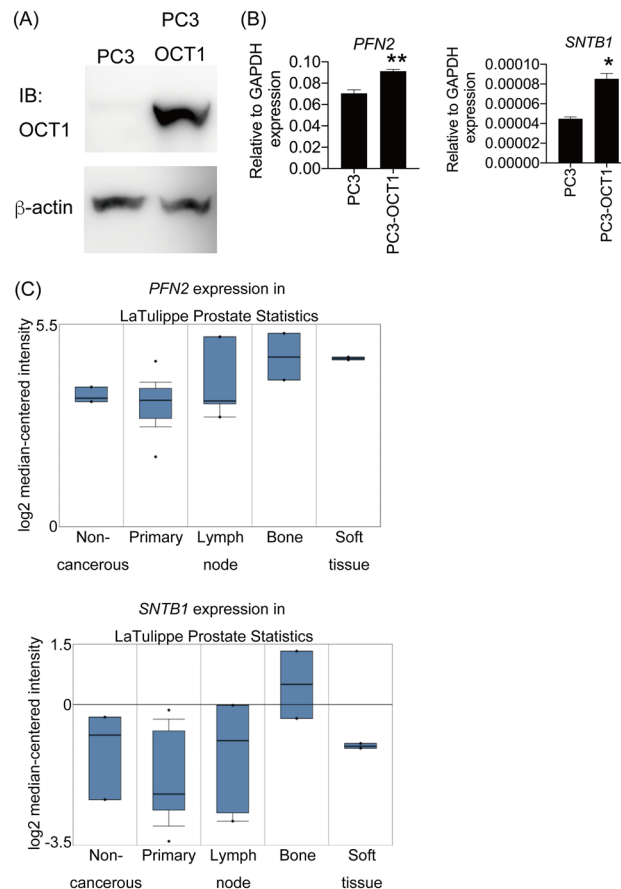 (A)
PC3
PC3 OCT1
IB:
OCT1
β-actin
(B)
PFN2
Relative to GAPDH
expression
0.10
0.08
0.06
0.04
0.02
0.00
**
PC3
PC3-OCT1
SNTB1
Relative to GAPDH
expression
0.00010
0.00008
0.00006
0.00004
0.00002
0.00000
*
PC3
PC3-OCT1
(C)
PFN2 expression in
LaTulippe Prostate Statistics
log2 median-centered intensity
5.5
0
Non- Primary Lymph Bone Soft
cancerous node tissue
SNTB1 expression in
LaTulippe Prostate Statistics
log2 median-centered intensity
1.5
0
-3.5
Non- Primary Lymph Bone Soft
cancerous node tissue